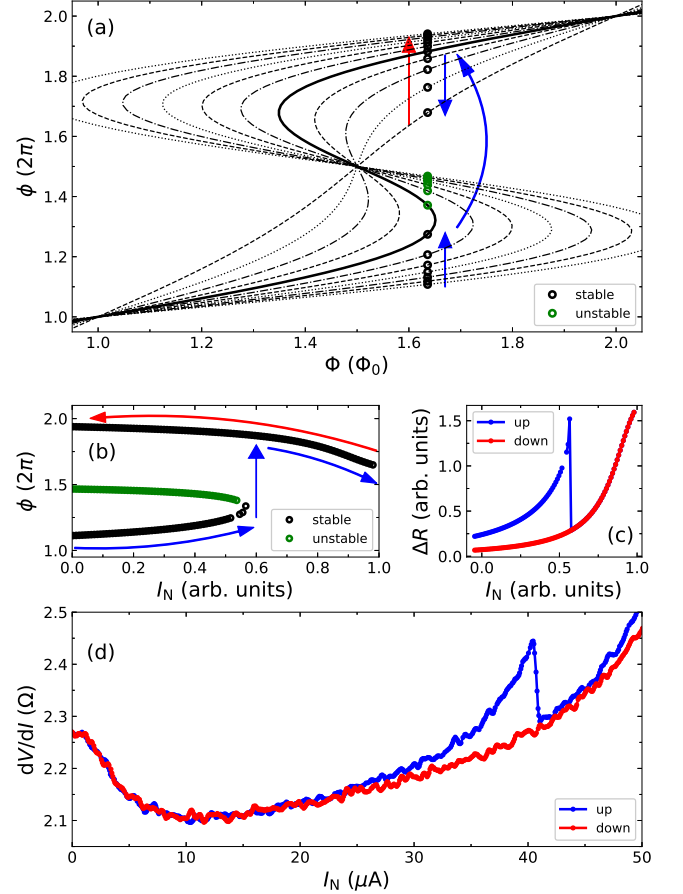 (a)
2.0
1.8
1.6
1.4
1.2
1.0
ϕ (2π)
stable
unstable
1.0 1.2 1.4 1.6 1.8 2.0
Φ (Φ₀)
(b)
2.0
1.5
1.0
ϕ (2π)
stable
unstable
0.0 0.2 0.4 0.6 0.8 1.0
I_N (arb. units)
up
down
1.5
1.0
0.5
0.0
ΔR (arb. units)
(c)
0.0 0.5 1.0
I_N (arb. units)
(d)
2.5
2.4
2.3
2.2
2.1
dV/dI (Ω)
up
down
0 10 20 30 40 50
I_N (μA)